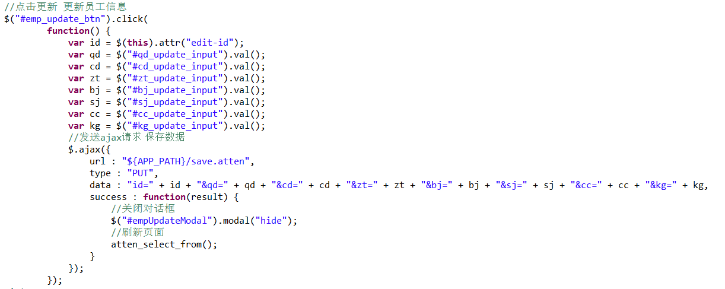 //点击更新 更新员工信息
$("#emp_update_btn").click(
function() {
var id = $(this).attr("edit-id");
var qd = $("#qd_update_input").val();
var cd = $("#cd_update_input").val();
var zt = $("#zt_update_input").val();
var bj = $("#bj_update_input").val();
var sj = $("#sj_update_input").val();
var cc = $("#cc_update_input").val();
var kg = $("#kg_update_input").val();
//发送ajax请求 保存数据
$.ajax({
url : "${APP_PATH}/save.atten",
type : "PUT",
data : "id=" + id + "&qd=" + qd + "&cd=" + cd + "&zt=" + zt + "&bj=" + bj + "&sj=" + sj + "&cc=" + cc + "&kg=" + kg,
success : function(result) {
//关闭对话框
$("#empUpdateModal").modal("hide");
//刷新页面
atten_select_from();
}
});
});